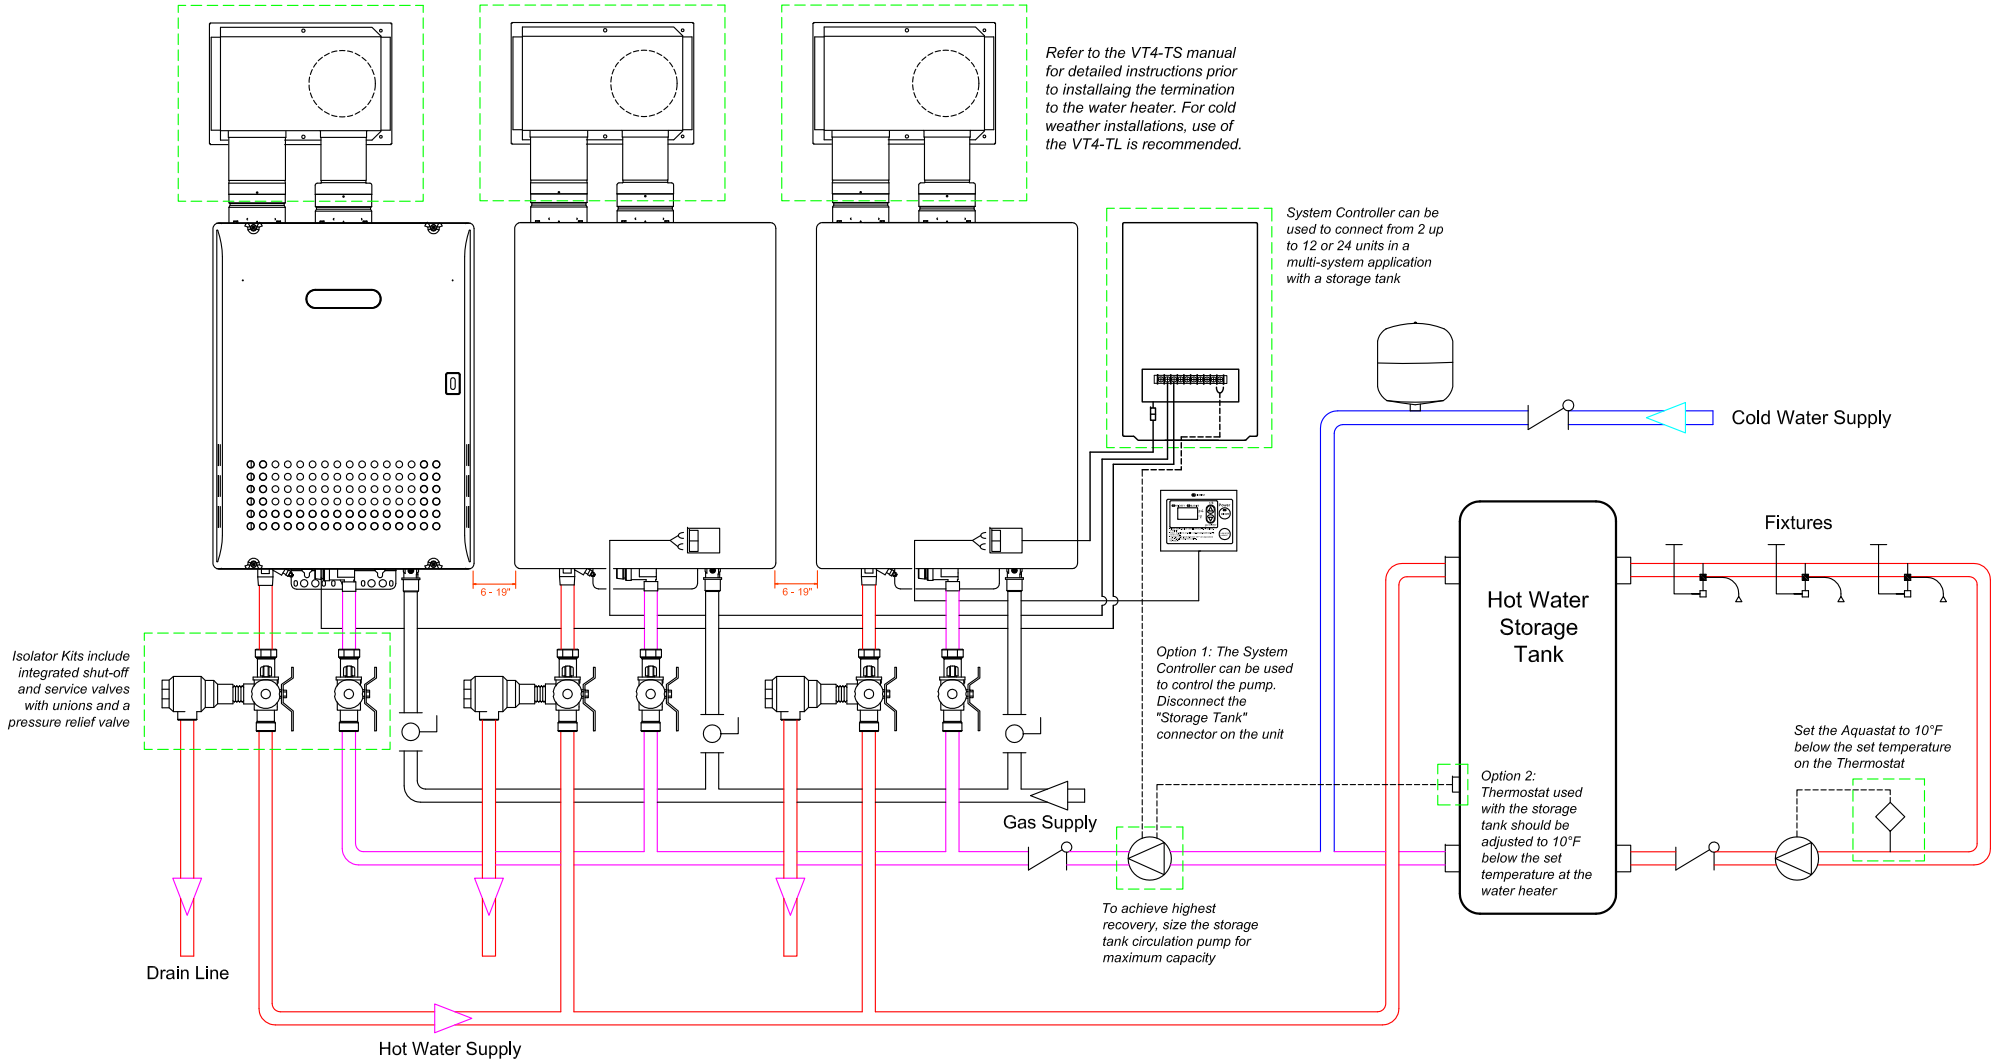 Refer to the VT4-TS manual
for detailed instructions prior
to installaing the termination
to the water heater. For cold
weather installations, use of
the VT4-TL is recommended.
System Controller can be
used to connect from 2 up
to 12 or 24 units in a
multi-system application
with a storage tank
Cold Water Supply
Fixtures
Hot Water
Storage
Tank
6 - 19"
6 - 19"
Isolator Kits include
integrated shut-off
and service valves
with unions and a
pressure relief valve
Option 1: The System
Controller can be used
to control the pump.
Disconnect the
"Storage Tank"
connector on the unit
Set the Aquastat to 10°F
below the set temperature
on the Thermostat
Option 2:
Thermostat used
with the storage
tank should be
adjusted to 10°F
below the set
temperature at the
water heater
Gas Supply
To achieve highest
recovery, size the storage
tank circulation pump for
maximum capacity
Drain Line
Hot Water Supply